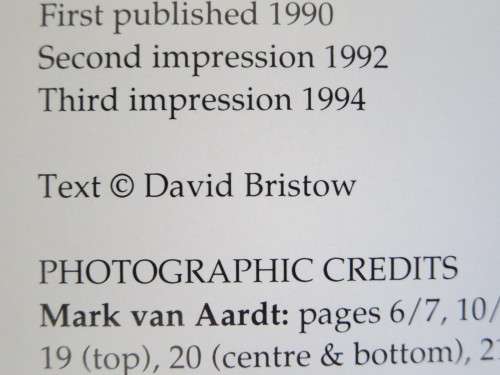 First published 1990
Second impression 1992
Third impression 1994
Text © David Bristow
PHOTOGRAPHIC CREDITS
Mark van Aardt: pages 6/7, 10/
19 (top), 20 (centre & bottom),